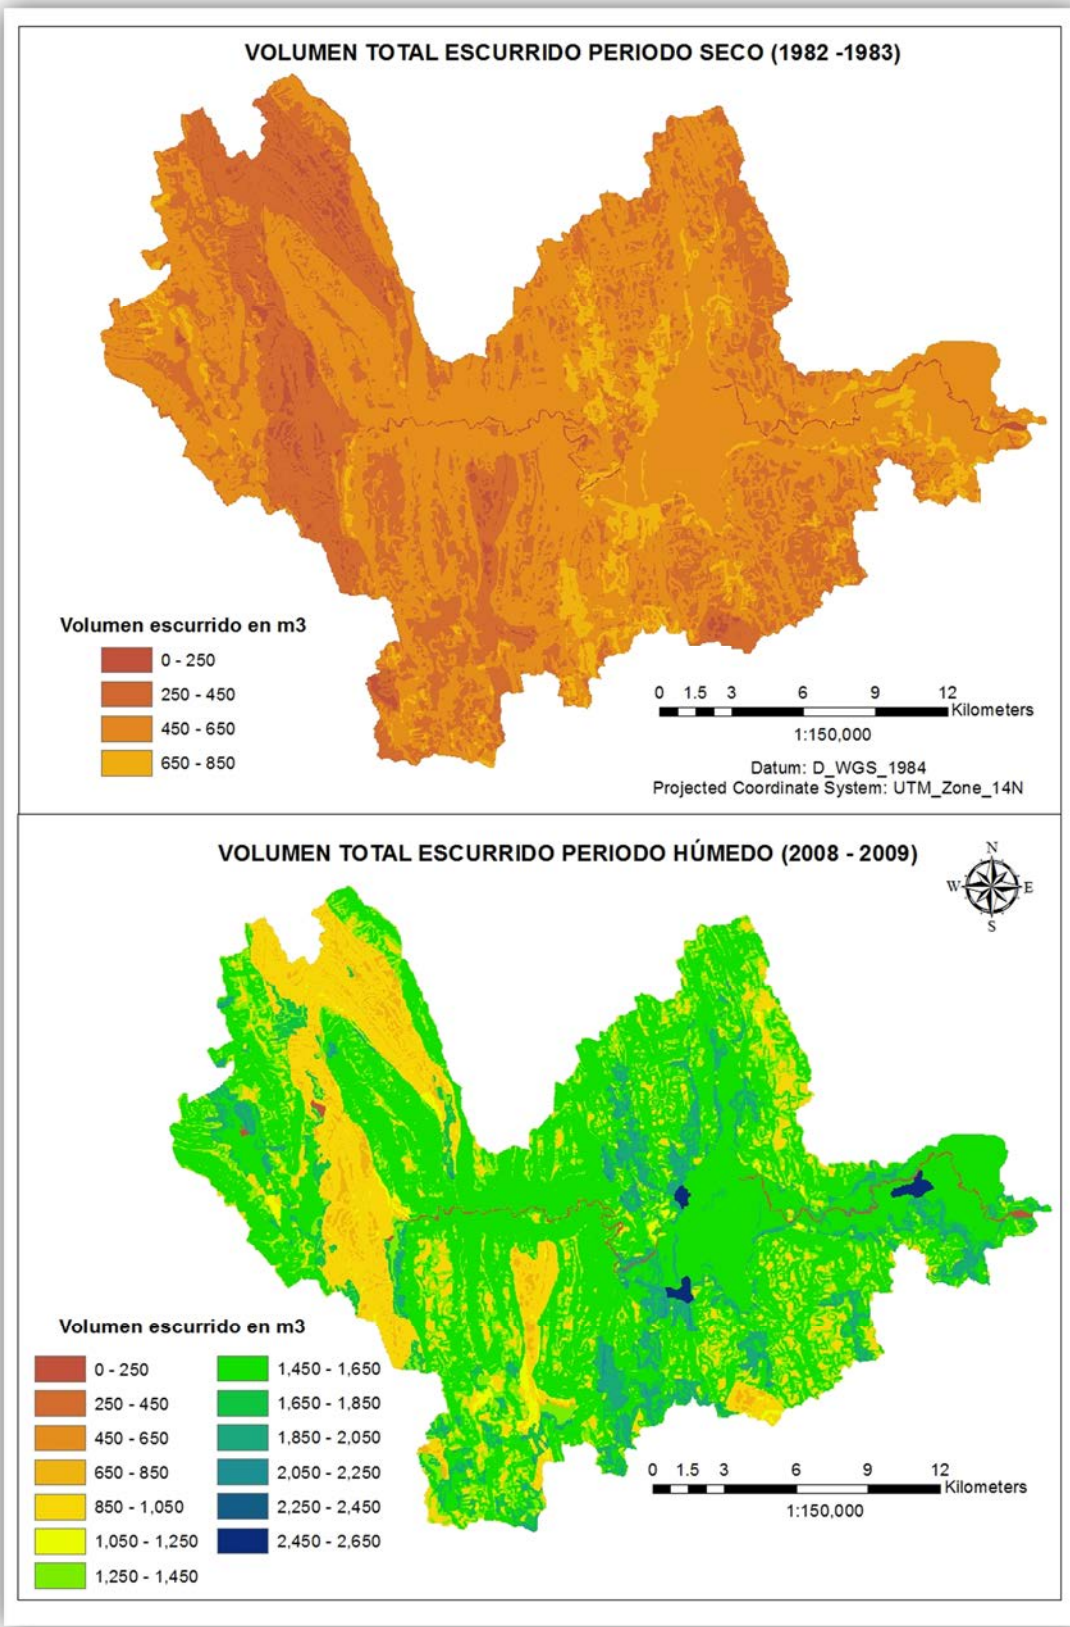 VOLUMEN TOTAL ESCURRIDO PERIODO SECO (1982 -1983)
Volumen escurrido en m3
0 - 250
250 - 450
450 - 650
650 - 850
0 1.5 3 6 9 12
Kilometers
1:150,000
Datum: D_WGS_1984
Projected Coordinate System: UTM_Zone_14N
VOLUMEN TOTAL ESCURRIDO PERIODO HÚMEDO (2008 - 2009)
N
W E
S
Volumen escurrido en m3
0 - 250
250 - 450
450 - 650
650 - 850
850 - 1,050
1,050 - 1,250
1,250 - 1,450
1,450 - 1,650
1,650 - 1,850
1,850 - 2,050
2,050 - 2,250
2,250 - 2,450
2,450 - 2,650
0 1.5 3 6 9 12
Kilometers
1:150,000